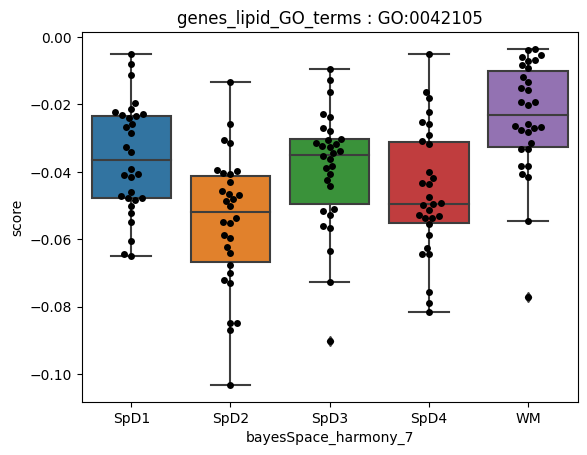 genes_lipid_GO_terms : GO:0042105
0.00
−0.02
−0.04
−0.06
−0.08
−0.10
score
SpD1 SpD2 SpD3 SpD4 WM
bayesSpace_harmony_7